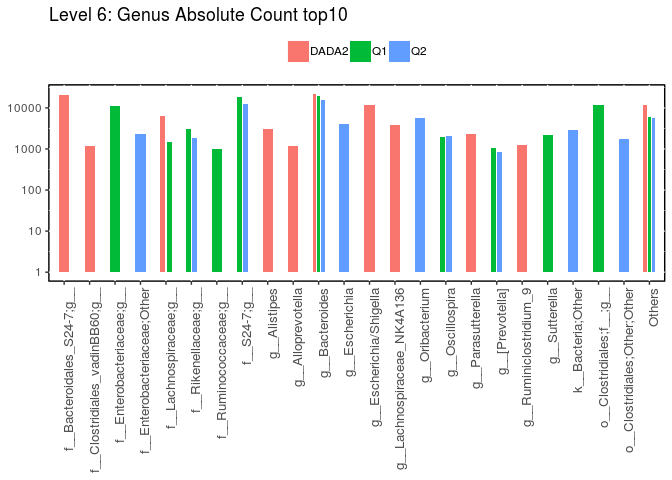 Level 6: Genus Absolute Count top10
DADA2 Q1 Q2
10000
1000
100
10
1
f__Bacteroidales_S24-7;g__
f__Clostridiales_vadinBB60;g__
f__Enterobacteriaceae;g__
f__Enterobacteriaceae;Other
f__Lachnospiraceae;g__
f__Rikenellaceae;g__
f__Ruminococcaceae;g__
f__S24-7;g__
g__Alistipes
g__Alloprevotella
g__Bacteroides
g__Escherichia
g__Escherichia/Shigella
g__Lachnospiraceae_NK4A136
g__Oribacterium
g__Oscillospira
g__Parasutterella
g__[Prevotella]
g__Ruminiclostridium_9
g__Sutterella
k__Bacteria;Other
o__Clostridiales;f__;g__
o__Clostridiales;Other;Other
Others